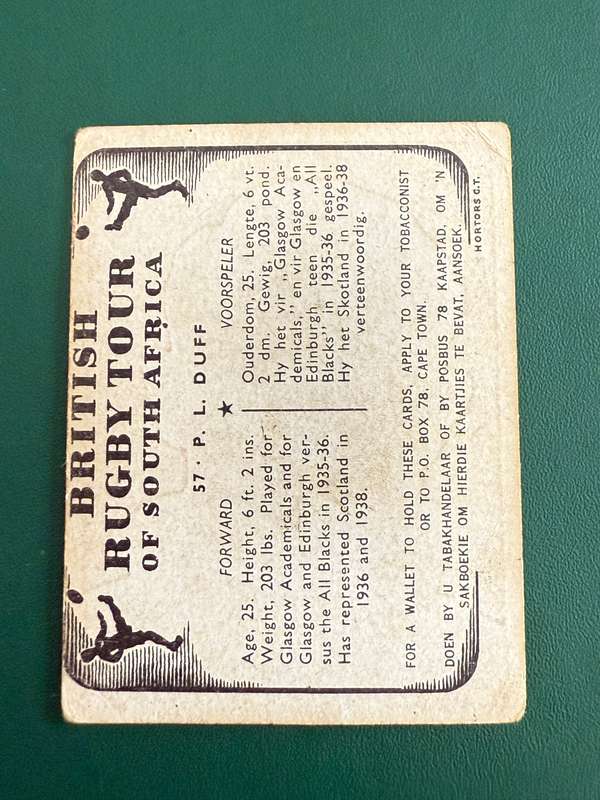 BRITISH
RUGBY TOUR
OF SOUTH AFRICA
57 · P. L. DUFF
FORWARD
Age, 25. Height, 6 ft. 2 ins.
Weight, 203 lbs. Played for
Glasgow Academicals and for
Glasgow and Edinburgh ver-
sus the All Blacks in 1935-36.
Has represented Scotland in
1936 and 1938.
VOORSPELER
Ouderdom, 25. Lengte, 6 vt.
2 dm. Gewig, 203 pond.
Hy het vir „Glasgow Aca-
demicals,” en vir Glasgow en
Edinburgh teen die „All
Blacks” in 1935-36 gespeel.
Hy het Skotland in 1936-38
verteenwoordig.
FOR A WALLET TO HOLD THESE CARDS, APPLY TO YOUR TOBACCONIST
OR TO P.O. BOX 78, CAPE TOWN.
DOEN BY U TABAKHANDELAAR OF BY POSBUS 78 KAAPSTAD, OM 'N
SAKBOEKIE OM HIERDIE KAARTJIES TE BEVAT, AANSOEK.
HORTORS C.T.